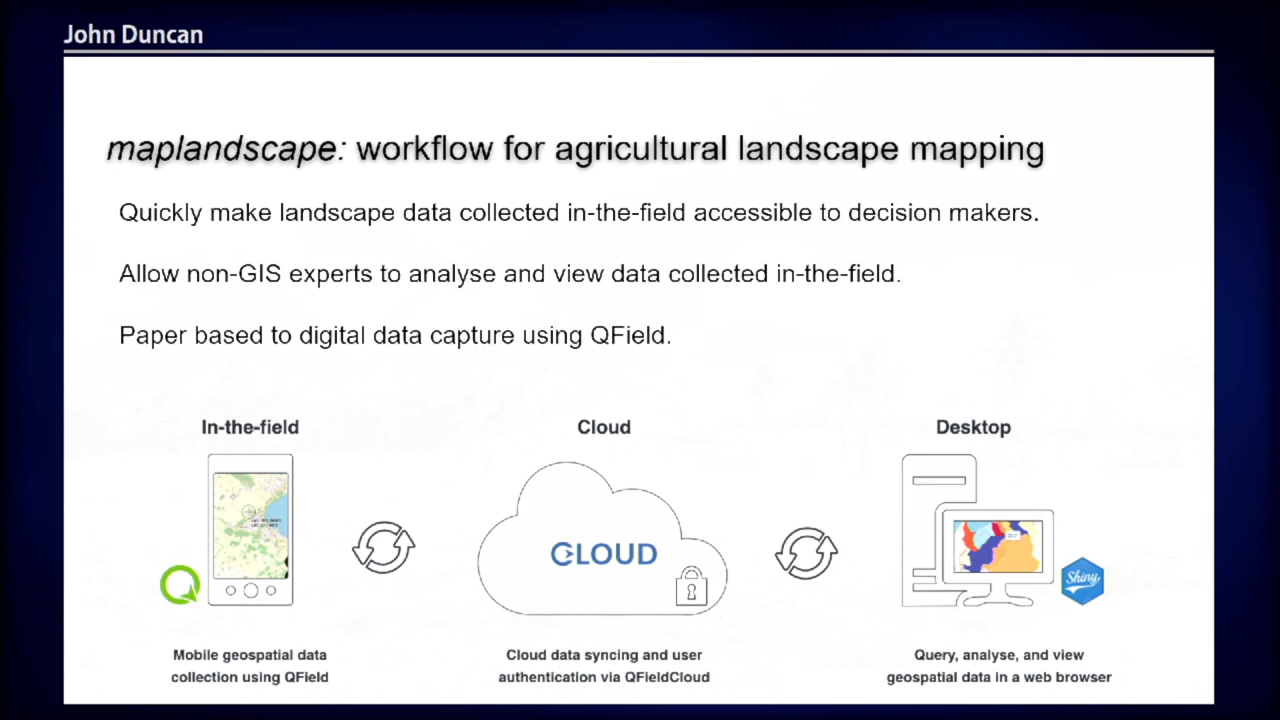 John Duncan
maplandscape: workflow for agricultural landscape mapping
Quickly make landscape data collected in-the-field accessible to decision makers.
Allow non-GIS experts to analyse and view data collected in-the-field.
Paper based to digital data capture using QField.
In-the-field
Cloud
Desktop
CLOUD
Shiny
Mobile geospatial data
collection using QField
Cloud data syncing and user
authentication via QFieldCloud
Query, analyse, and view
geospatial data in a web browser